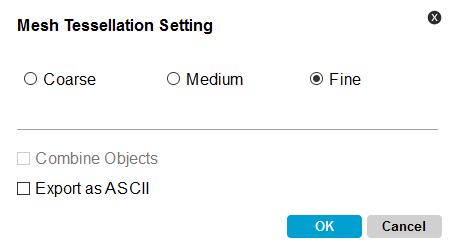 Mesh Tessellation Setting
Coarse Medium Fine
Combine Objects
Export as ASCII
OK Cancel